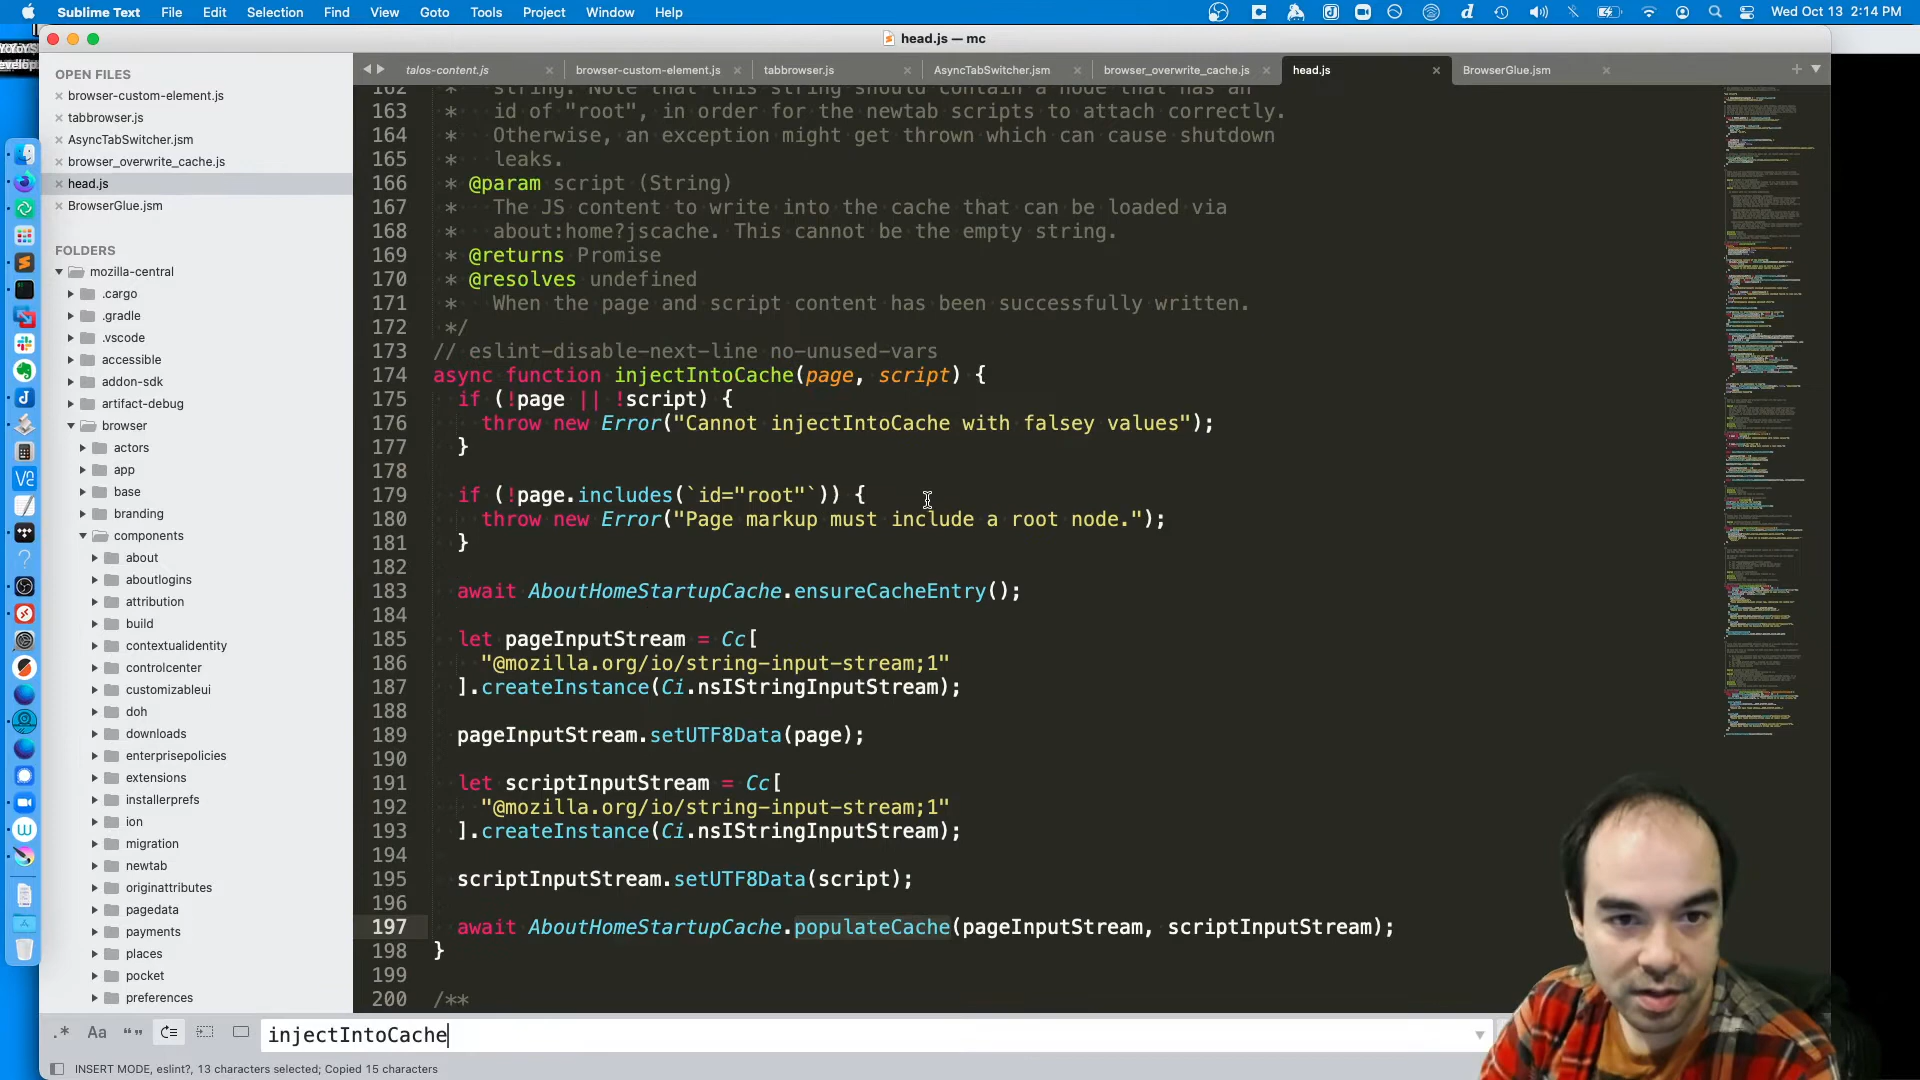 Sublime Text File Edit Selection Find View Goto Tools Project Window Help Wed Oct 13 2:14 PM
head.js — mc
OPEN FILES
browser-custom-element.js
tabbrowser.js
AsyncTabSwitcher.jsm
browser_overwrite_cache.js
head.js
BrowserGlue.jsm
FOLDERS
mozilla-central
.cargo
.gradle
.vscode
accessible
addon-sdk
artifact-debug
browser
actors
app
base
branding
components
about
aboutlogins
attribution
build
contextualidentity
controlcenter
customizableui
doh
downloads
enterprisepolicies
extensions
installerprefs
ion
migration
newtab
originattributes
pagedata
payments
places
pocket
preferences
talos-content.js browser-custom-element.js tabbrowser.js AsyncTabSwitcher.jsm browser_overwrite_cache.js head.js BrowserGlue.jsm
162 * string. Note that this string should contain a node that has an
163 * id of "root", in order for the newtab scripts to attach correctly.
164 * Otherwise, an exception might get thrown which can cause shutdown
165 * leaks.
166 * @param script (String)
167 * The JS content to write into the cache that can be loaded via
168 * about:home?jscache. This cannot be the empty string.
169 * @returns Promise
170 * @resolves undefined
171 * When the page and script content has been successfully written.
172 */
173 // eslint-disable-next-line no-unused-vars
174 async function injectIntoCache(page, script) {
175 if (!page || !script) {
176 throw new Error("Cannot injectIntoCache with falsey values");
177 }
178
179 if (!page.includes(`id="root"`)) {
180 throw new Error("Page markup must include a root node.");
181 }
182
183 await AboutHomeStartupCache.ensureCacheEntry();
184
185 let pageInputStream = Cc[
186 "@mozilla.org/io/string-input-stream;1"
187 ].createInstance(Ci.nsIStringInputStream);
188
189 pageInputStream.setUTF8Data(page);
190
191 let scriptInputStream = Cc[
192 "@mozilla.org/io/string-input-stream;1"
193 ].createInstance(Ci.nsIStringInputStream);
194
195 scriptInputStream.setUTF8Data(script);
196
197 await AboutHomeStartupCache.populateCache(pageInputStream, scriptInputStream);
198 }
199
200 /**
.* Aa “” injectIntoCache
INSERT MODE, eslint?, 13 characters selected; Copied 15 characters